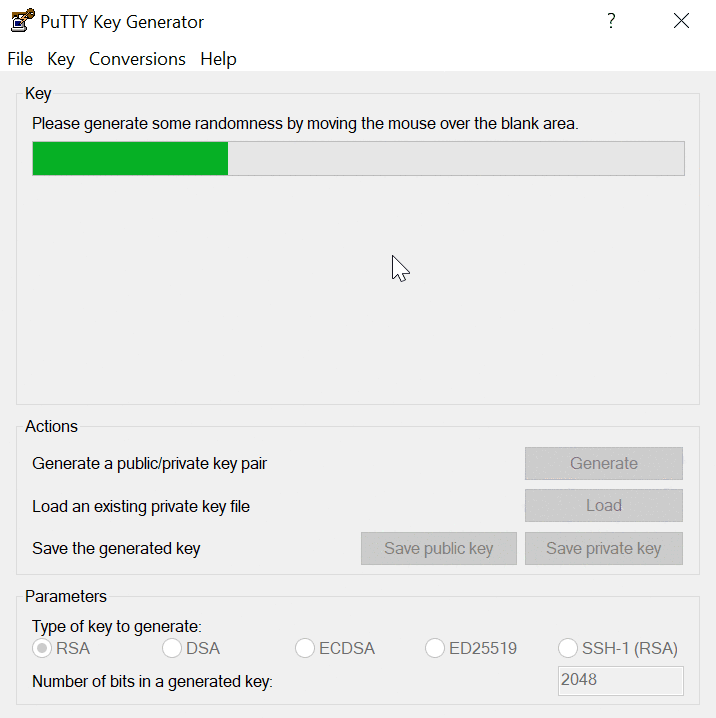 PuTTY Key Generator
?
File Key Conversions Help
Key
Please generate some randomness by moving the mouse over the blank area.
Actions
Generate a public/private key pair
Generate
Load an existing private key file
Load
Save the generated key
Save public key
Save private key
Parameters
Type of key to generate:
RSA DSA ECDSA ED25519 SSH-1 (RSA)
Number of bits in a generated key:
2048